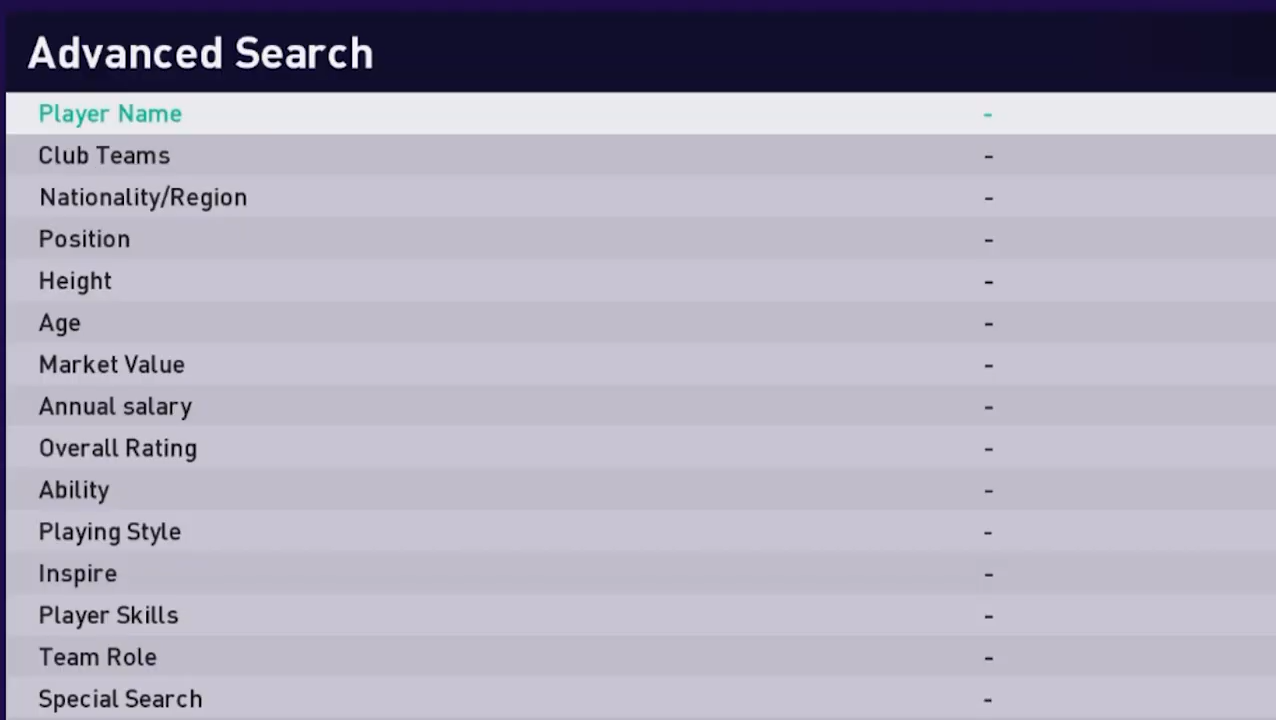 Advanced Search
Player Name -
Club Teams -
Nationality/Region -
Position -
Height -
Age -
Market Value -
Annual salary -
Overall Rating -
Ability -
Playing Style -
Inspire -
Player Skills -
Team Role -
Special Search -